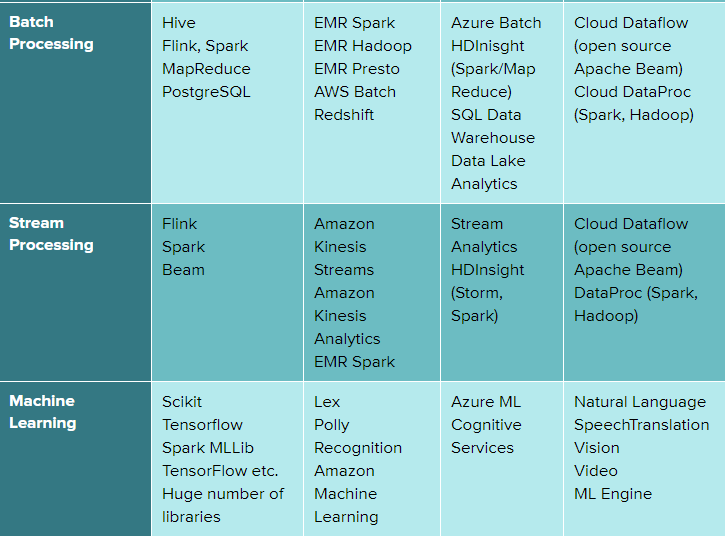 Batch
Processing
Hive
Flink, Spark
MapReduce
PostgreSQL
EMR Spark
EMR Hadoop
EMR Presto
AWS Batch
Redshift
Azure Batch
HDInisght
(Spark/Map
Reduce)
SQL Data
Warehouse
Data Lake
Analytics
Cloud Dataflow
(open source
Apache Beam)
Cloud DataProc
(Spark, Hadoop)
Stream
Processing
Flink
Spark
Beam
Amazon
Kinesis
Streams
Amazon
Kinesis
Analytics
EMR Spark
Stream
Analytics
HDInsight
(Storm,
Spark)
Cloud Dataflow
(open source
Apache Beam)
DataProc (Spark,
Hadoop)
Machine
Learning
Scikit
Tensorflow
Spark MLLib
TensorFlow etc.
Huge number of
libraries
Lex
Polly
Recognition
Amazon
Machine
Learning
Azure ML
Cognitive
Services
Natural Language
SpeechTranslation
Vision
Video
ML Engine